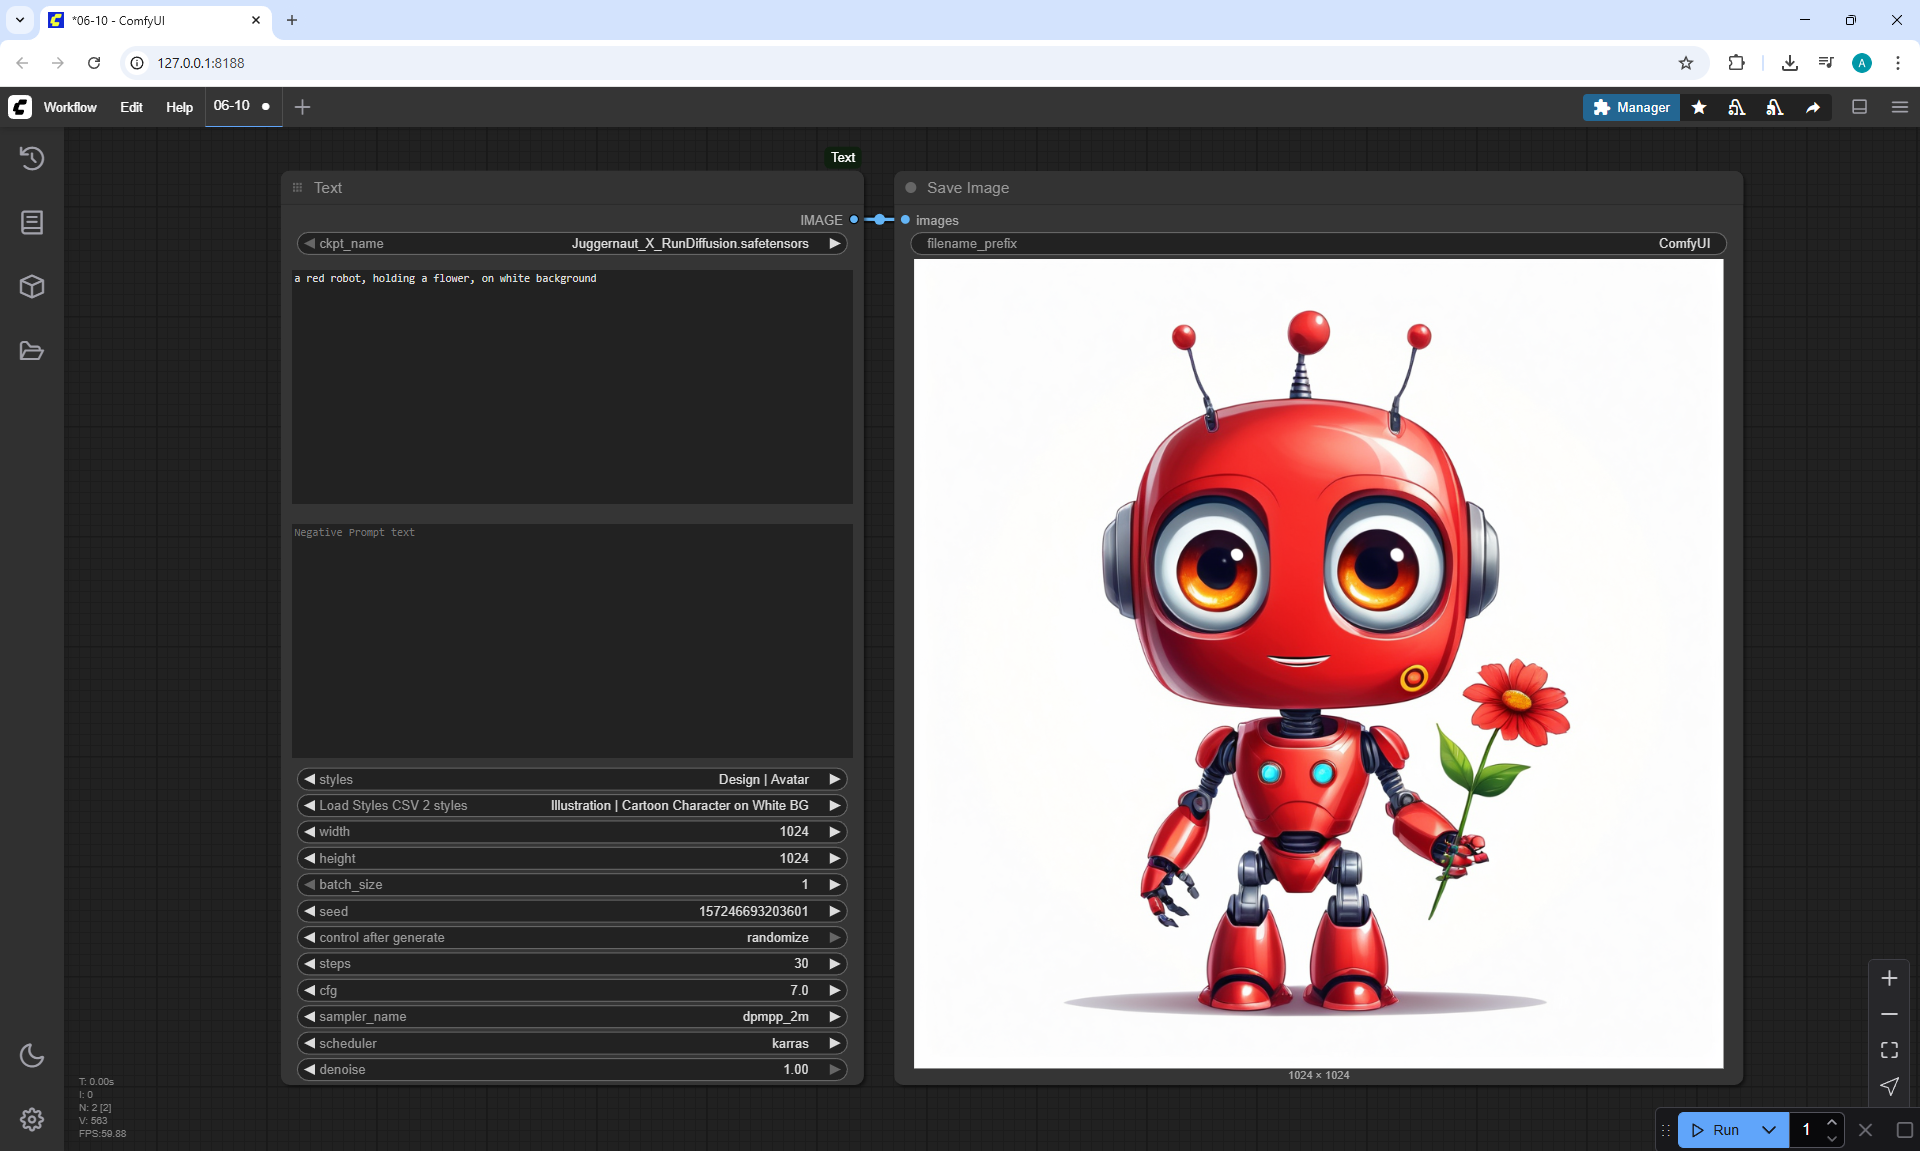 *06-10 - ComfyUI
127.0.0.1:8188
A
Workflow Edit Help 06-10
Manager
Text
Text
IMAGE
ckpt_name Juggernaut_X_RunDiffusion.safetensors
a red robot, holding a flower, on white background
Negative Prompt text
styles Design | Avatar
Load Styles CSV 2 styles Illustration | Cartoon Character on White BG
width 1024
height 1024
batch_size 1
seed 157246693203601
control after generate randomize
steps 30
cfg 7.0
sampler_name dpmpp_2m
scheduler karras
denoise 1.00
Save Image
images
filename_prefix ComfyUI
1024 × 1024
T: 0.00s
I: 0
N: 2 [2]
V: 563
FPS:59.88
Run 1